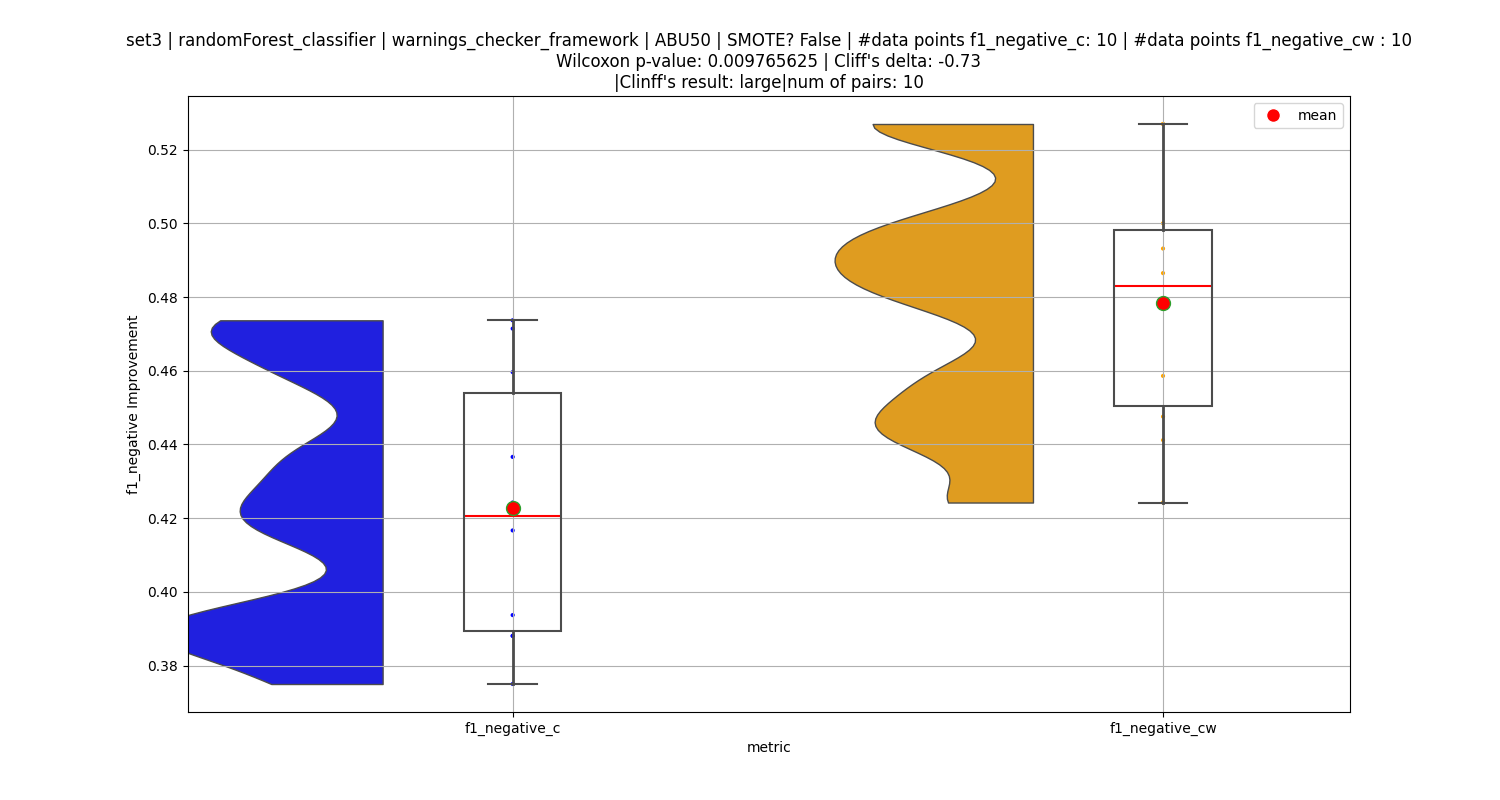 set3 | randomForest_classifier | warnings_checker_framework | ABU50 | SMOTE? False | #data points f1_negative_c: 10 | #data points f1_negative_cw : 10
Wilcoxon p-value: 0.009765625 | Cliff's delta: -0.73
|Clinff's result: large|num of pairs: 10
mean
0.52
0.50
0.48
0.46
0.44
0.42
0.40
0.38
f1_negative Improvement
f1_negative_c
f1_negative_cw
metric